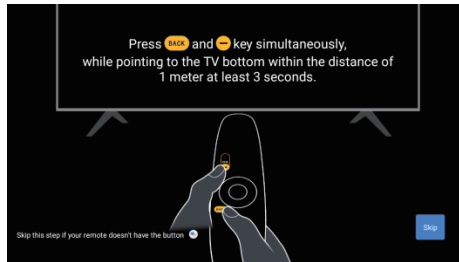 Press BACK and – key simultaneously,
while pointing to the TV bottom within the distance of
1 meter at least 3 seconds.
BACK
Skip this step if your remote doesn't have the button
Skip